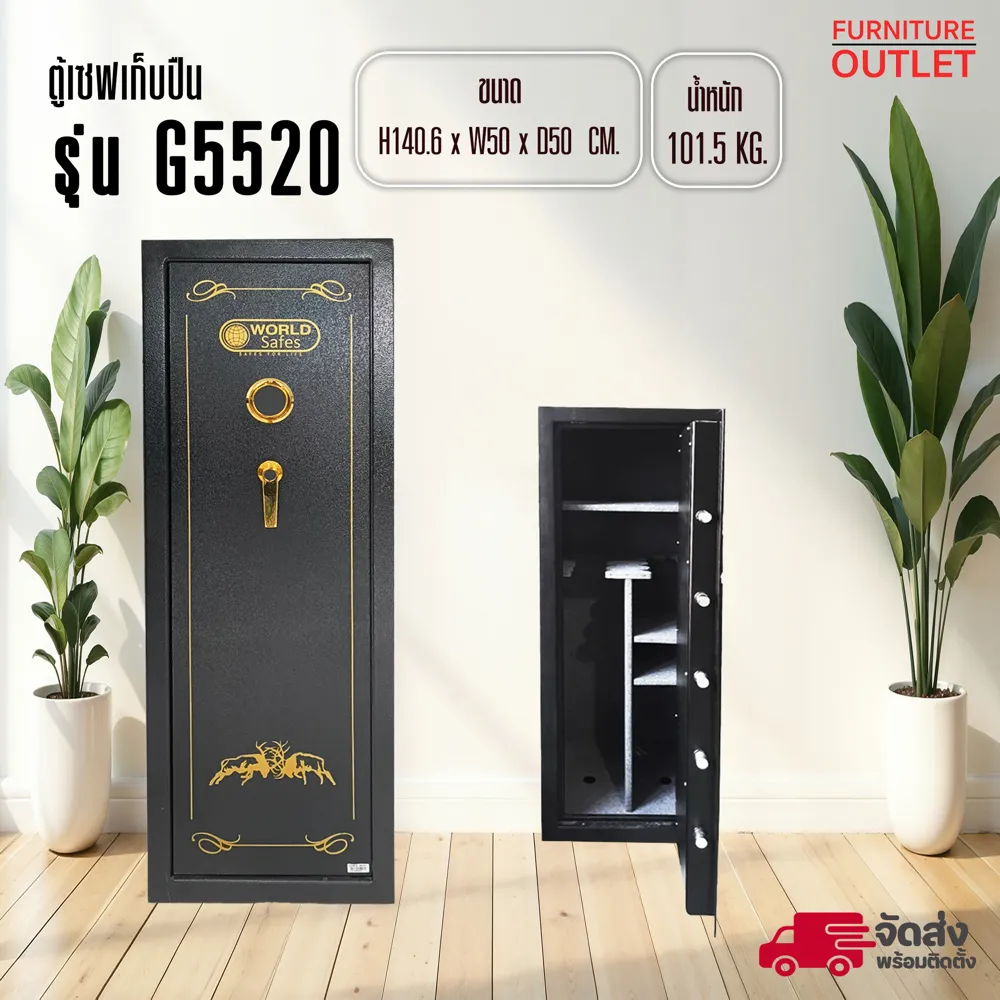 ตู้เซฟเก็บปืน
รุ่น G5520
ขนาด
H140.6 x W50 x D50 CM.
น้ำหนัก
101.5 KG.
FURNITURE
OUTLET
WORLD
Safes
SAFES FOR LIFE
จัดส่ง
พร้อมติดตั้ง